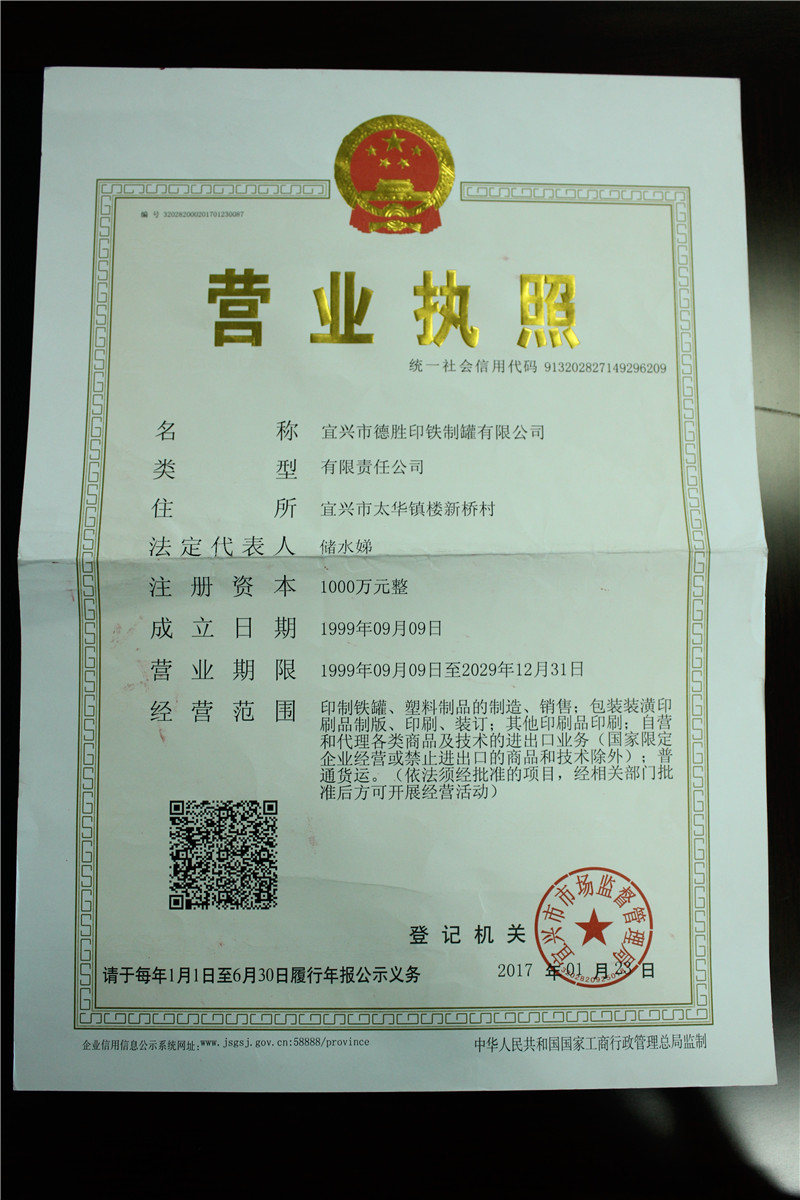 编 号 320282000201701230087
营业执照
统一社会信用代码 913202827149296209
名称 宜兴市德胜印铁制罐有限公司
类型 有限责任公司
住所 宜兴市太华镇楼新桥村
法定代表人 储水娣
注册资本 1000万元整
成立日期 1999年09月09日
营业期限 1999年09月09日至2029年12月31日
经营范围 印制铁罐、塑料制品的制造、销售；包装装潢印
刷品制版、印刷、装订；其他印刷品印刷；自营
和代理各类商品及技术的进出口业务（国家限定
企业经营或禁止进出口的商品和技术除外）；普
通货运。（依法须经批准的项目，经相关部门批
准后方可开展经营活动）
宜兴市市场监督管理局
登记机关
请于每年1月1日至6月30日履行年报公示义务
2017 年 01 月 23 日
企业信用信息公示系统网址：www.jsgsj.gov.cn:58888/province
中华人民共和国国家工商行政管理总局监制